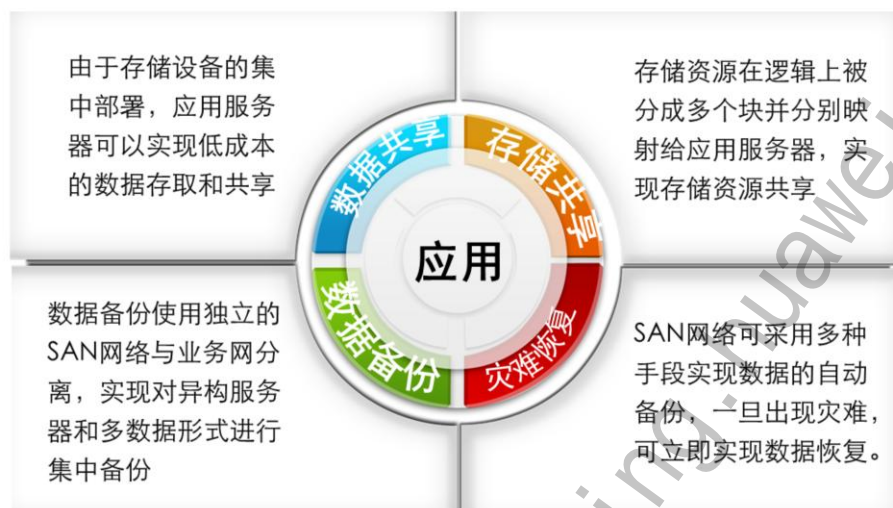 由于存储设备的集
中部署，应用服务
器可以实现低成本
的数据存取和共享
存储资源在逻辑上被
分成多个块并分别映
射给应用服务器，实
现存储资源共享
数据共享
存储共享
应用
数据备份
灾难恢复
数据备份使用独立的
SAN网络与业务网分
离，实现对异构服务
器和多数据形式进行
集中备份
SAN网络可采用多种
手段实现数据的自动
备份，一旦出现灾难，
可立即实现数据恢复。
ing.huawei